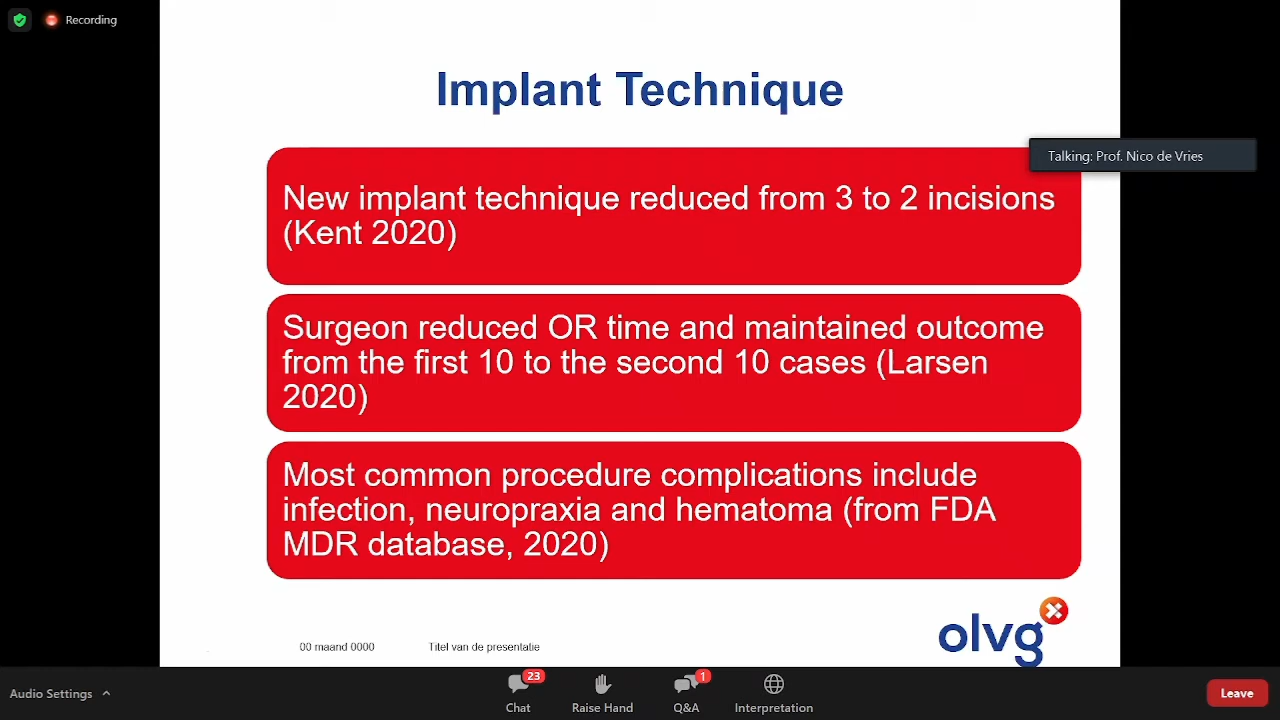 Recording
Implant Technique
Talking: Prof. Nico de Vries
New implant technique reduced from 3 to 2 incisions
(Kent 2020)
Surgeon reduced OR time and maintained outcome
from the first 10 to the second 10 cases (Larsen
2020)
Most common procedure complications include
infection, neuropraxia and hematoma (from FDA
MDR database, 2020)
00 maand 0000
Titel van de presentatie
olvg
Audio Settings
23
Chat
Raise Hand
1
Q&A
Interpretation
Leave